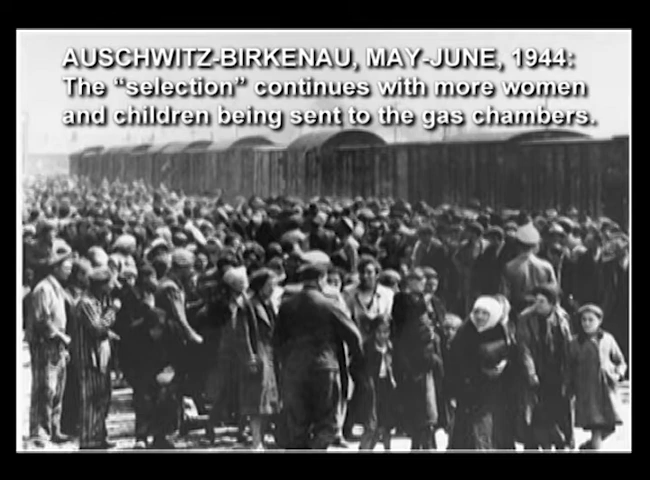 AUSCHWITZ-BIRKENAU, MAY-JUNE, 1944:
The “selection” continues with more women
and children being sent to the gas chambers.